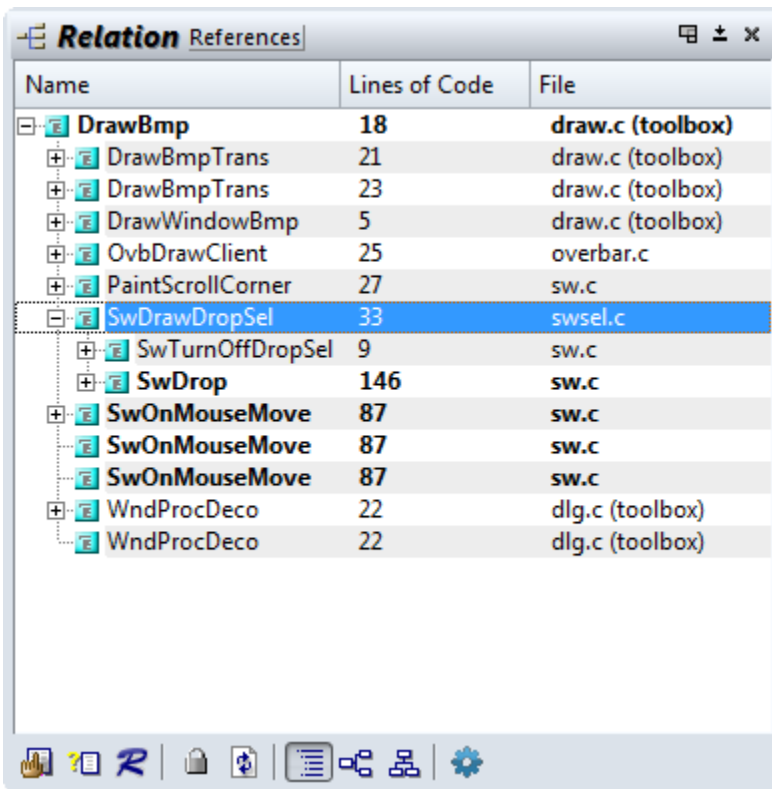 Relation References
Name Lines of Code File
DrawBmp 18 draw.c (toolbox)
DrawBmpTrans 21 draw.c (toolbox)
DrawBmpTrans 23 draw.c (toolbox)
DrawWindowBmp 5 draw.c (toolbox)
OvbDrawClient 25 overbar.c
PaintScrollCorner 27 sw.c
SwDrawDropSel 33 swsel.c
SwTurnOffDropSel 9 sw.c
SwDrop 146 sw.c
SwOnMouseMove 87 sw.c
SwOnMouseMove 87 sw.c
SwOnMouseMove 87 sw.c
WndProcDeco 22 dlg.c (toolbox)
WndProcDeco 22 dlg.c (toolbox)